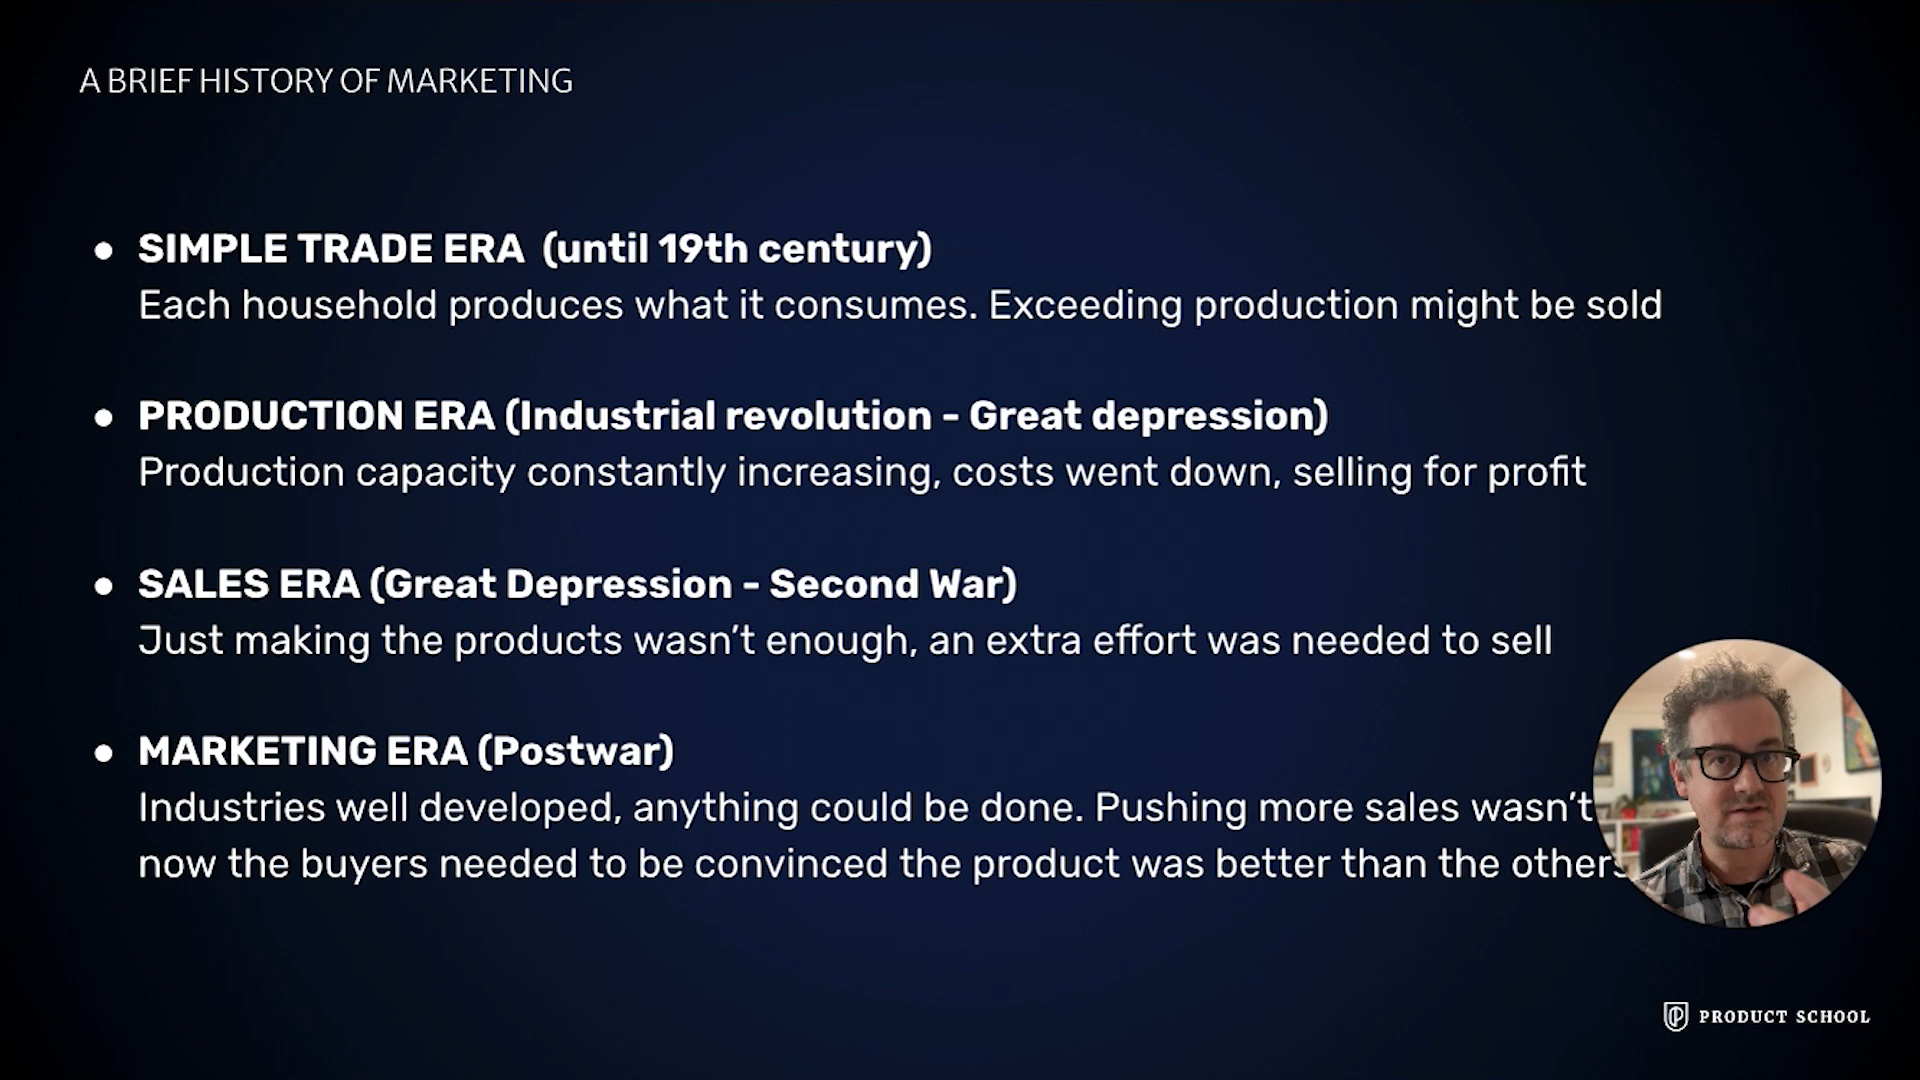 A BRIEF HISTORY OF MARKETING
● SIMPLE TRADE ERA (until 19th century)
Each household produces what it consumes. Exceeding production might be sold
● PRODUCTION ERA (Industrial revolution - Great depression)
Production capacity constantly increasing, costs went down, selling for profit
● SALES ERA (Great Depression - Second War)
Just making the products wasn’t enough, an extra effort was needed to sell
● MARKETING ERA (Postwar)
Industries well developed, anything could be done. Pushing more sales wasn’t
now the buyers needed to be convinced the product was better than the others
PRODUCT SCHOOL